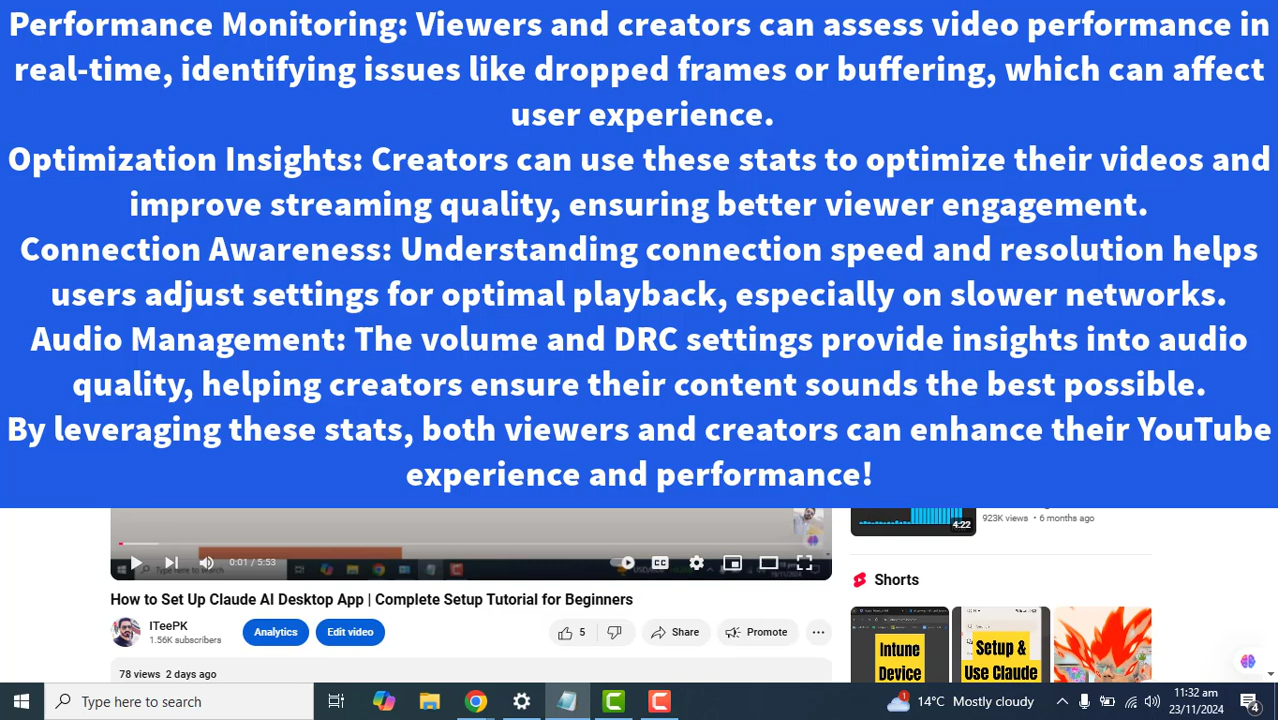 Performance Monitoring: Viewers and creators can assess video performance in
real-time, identifying issues like dropped frames or buffering, which can affect
user experience.
Optimization Insights: Creators can use these stats to optimize their videos and
improve streaming quality, ensuring better viewer engagement.
Connection Awareness: Understanding connection speed and resolution helps
users adjust settings for optimal playback, especially on slower networks.
Audio Management: The volume and DRC settings provide insights into audio
quality, helping creators ensure their content sounds the best possible.
By leveraging these stats, both viewers and creators can enhance their YouTube
experience and performance!
923K views • 6 months ago
4:22
0:01 / 5:53
CC
Shorts
How to Set Up Claude AI Desktop App | Complete Setup Tutorial for Beginners
ITeePK
1.56K subscribers
Analytics
Edit video
5
Share
Promote
78 views 2 days ago
Intune
Device
Setup &
Use Claude
Type here to search
1
14°C Mostly cloudy
11:32 am
23/11/2024
4